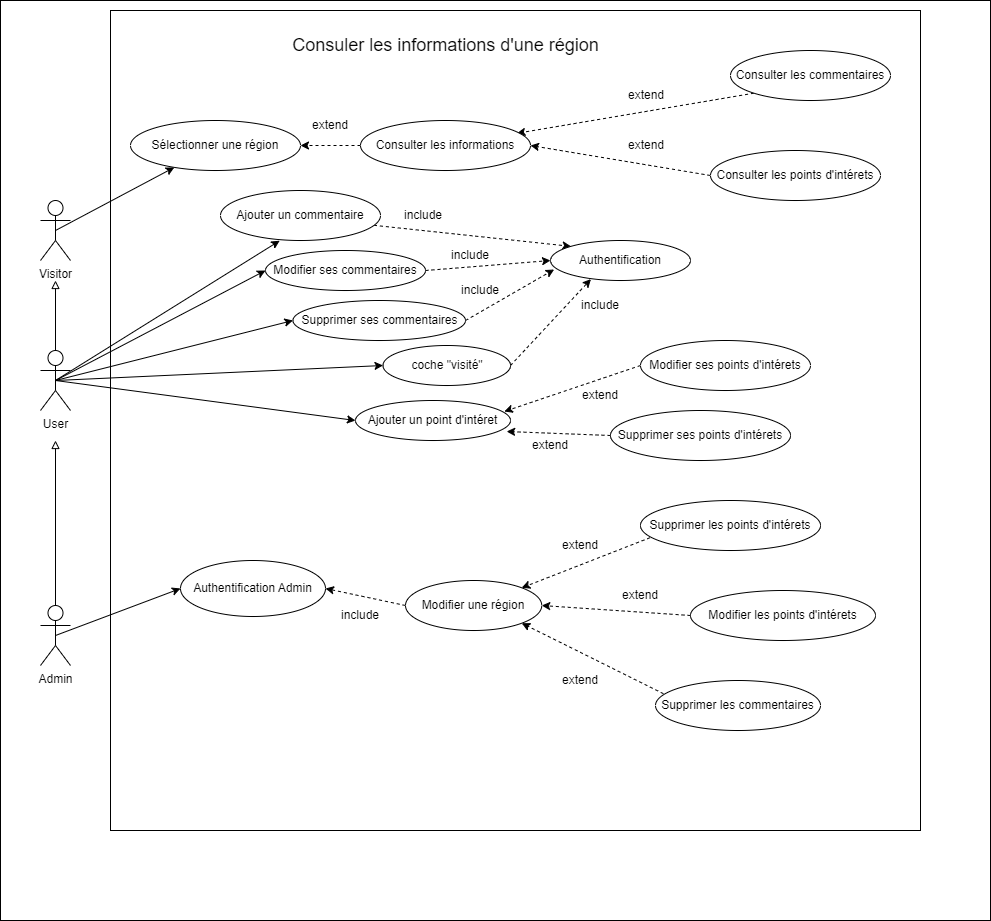 Consuler les informations d'une région
Consulter les commentaires
extend
extend
Sélectionner une région
Consulter les informations
extend
Consulter les points d'intérets
Ajouter un commentaire
include
Visitor
Modifier ses commentaires
include
Authentification
include
Supprimer ses commentaires
include
coche "visité"
Modifier ses points d'intérets
extend
User
Ajouter un point d'intéret
Supprimer ses points d'intérets
extend
Supprimer les points d'intérets
extend
Authentification Admin
extend
Modifier une région
include
Modifier les points d'intérets
Admin
extend
Supprimer les commentaires